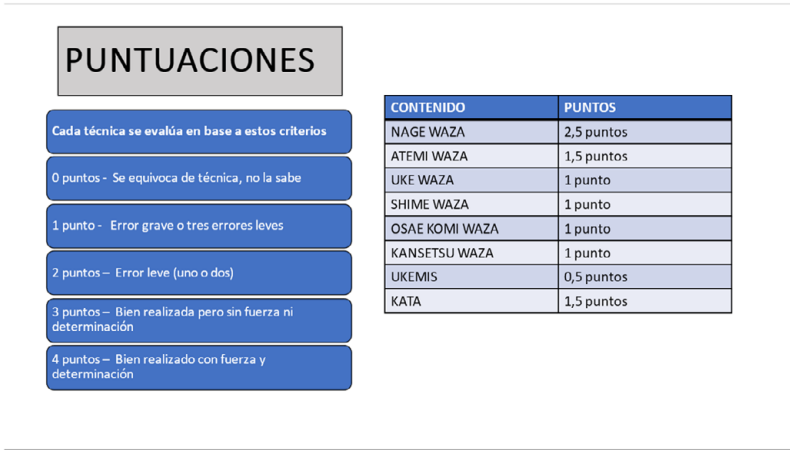 PUNTUACIONES
Cada técnica se evalúa en base a estos criterios
0 puntos - Se equivoca de técnica, no la sabe
1 punto - Error grave o tres errores leves
2 puntos – Error leve (uno o dos)
3 puntos – Bien realizada pero sin fuerza ni
determinación
4 puntos – Bien realizado con fuerza y
determinación
CONTENIDO PUNTOS
NAGE WAZA 2,5 puntos
ATEMI WAZA 1,5 puntos
UKE WAZA 1 punto
SHIME WAZA 1 punto
OSAE KOMI WAZA 1 punto
KANSETSU WAZA 1 punto
UKEMIS 0,5 puntos
KATA 1,5 puntos